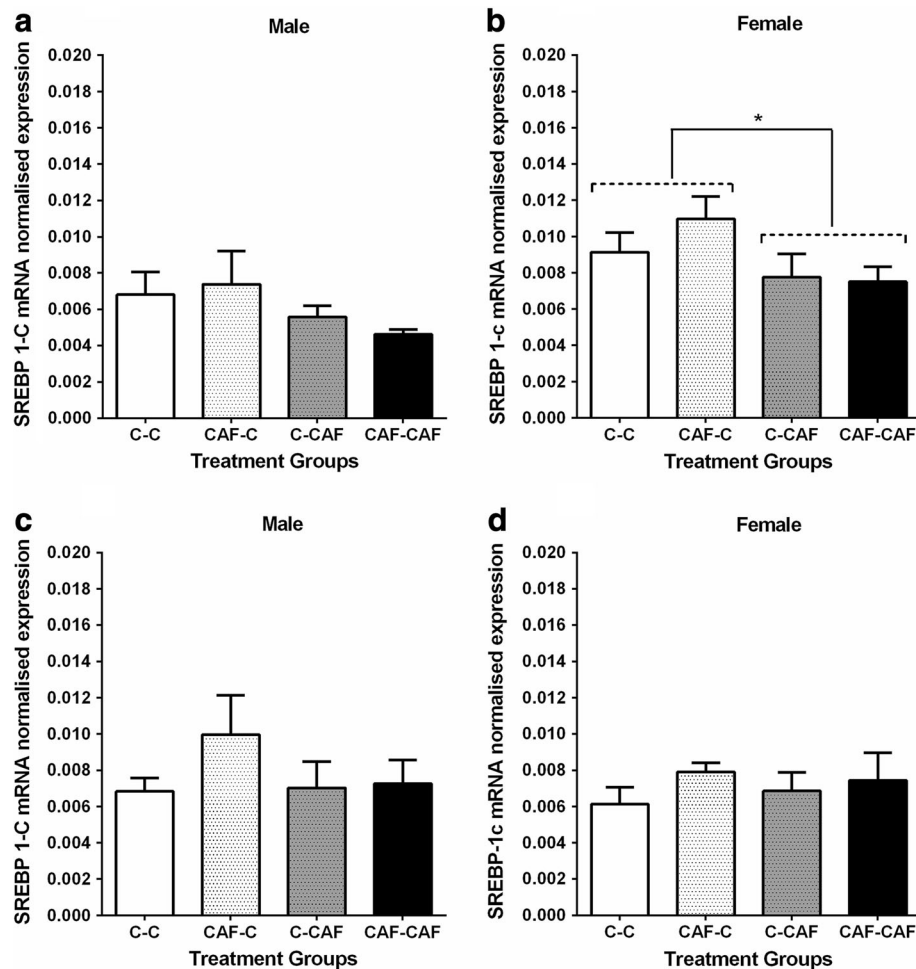 a
Male
SREBP 1-C mRNA normalised expression
0.020
0.018
0.016
0.014
0.012
0.010
0.008
0.006
0.004
0.002
0.000
C-C CAF-C C-CAF CAF-CAF
Treatment Groups
b
Female
SREBP 1-c mRNA normalised expression
0.020
0.018
0.016
0.014
0.012
0.010
0.008
0.006
0.004
0.002
0.000
*
C-C CAF-C C-CAF CAF-CAF
Treatment Groups
c
Male
SREBP 1-C mRNA normalised expression
0.020
0.018
0.016
0.014
0.012
0.010
0.008
0.006
0.004
0.002
0.000
C-C CAF-C C-CAF CAF-CAF
Treatment Groups
d
Female
SREBP-1c mRNA normalised expression
0.020
0.018
0.016
0.014
0.012
0.010
0.008
0.006
0.004
0.002
0.000
C-C CAF-C C-CAF CAF-CAF
Treatment Groups